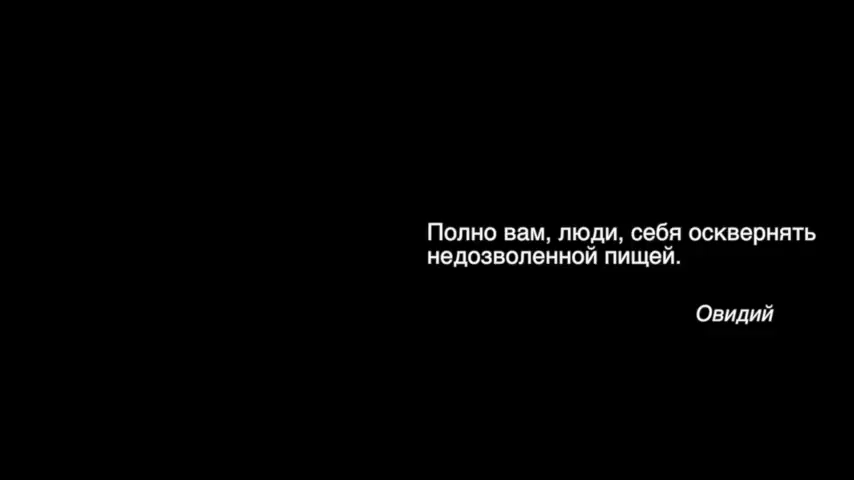 Полно вам, люди, себя осквернять
недозволенной пищей.
Овидий